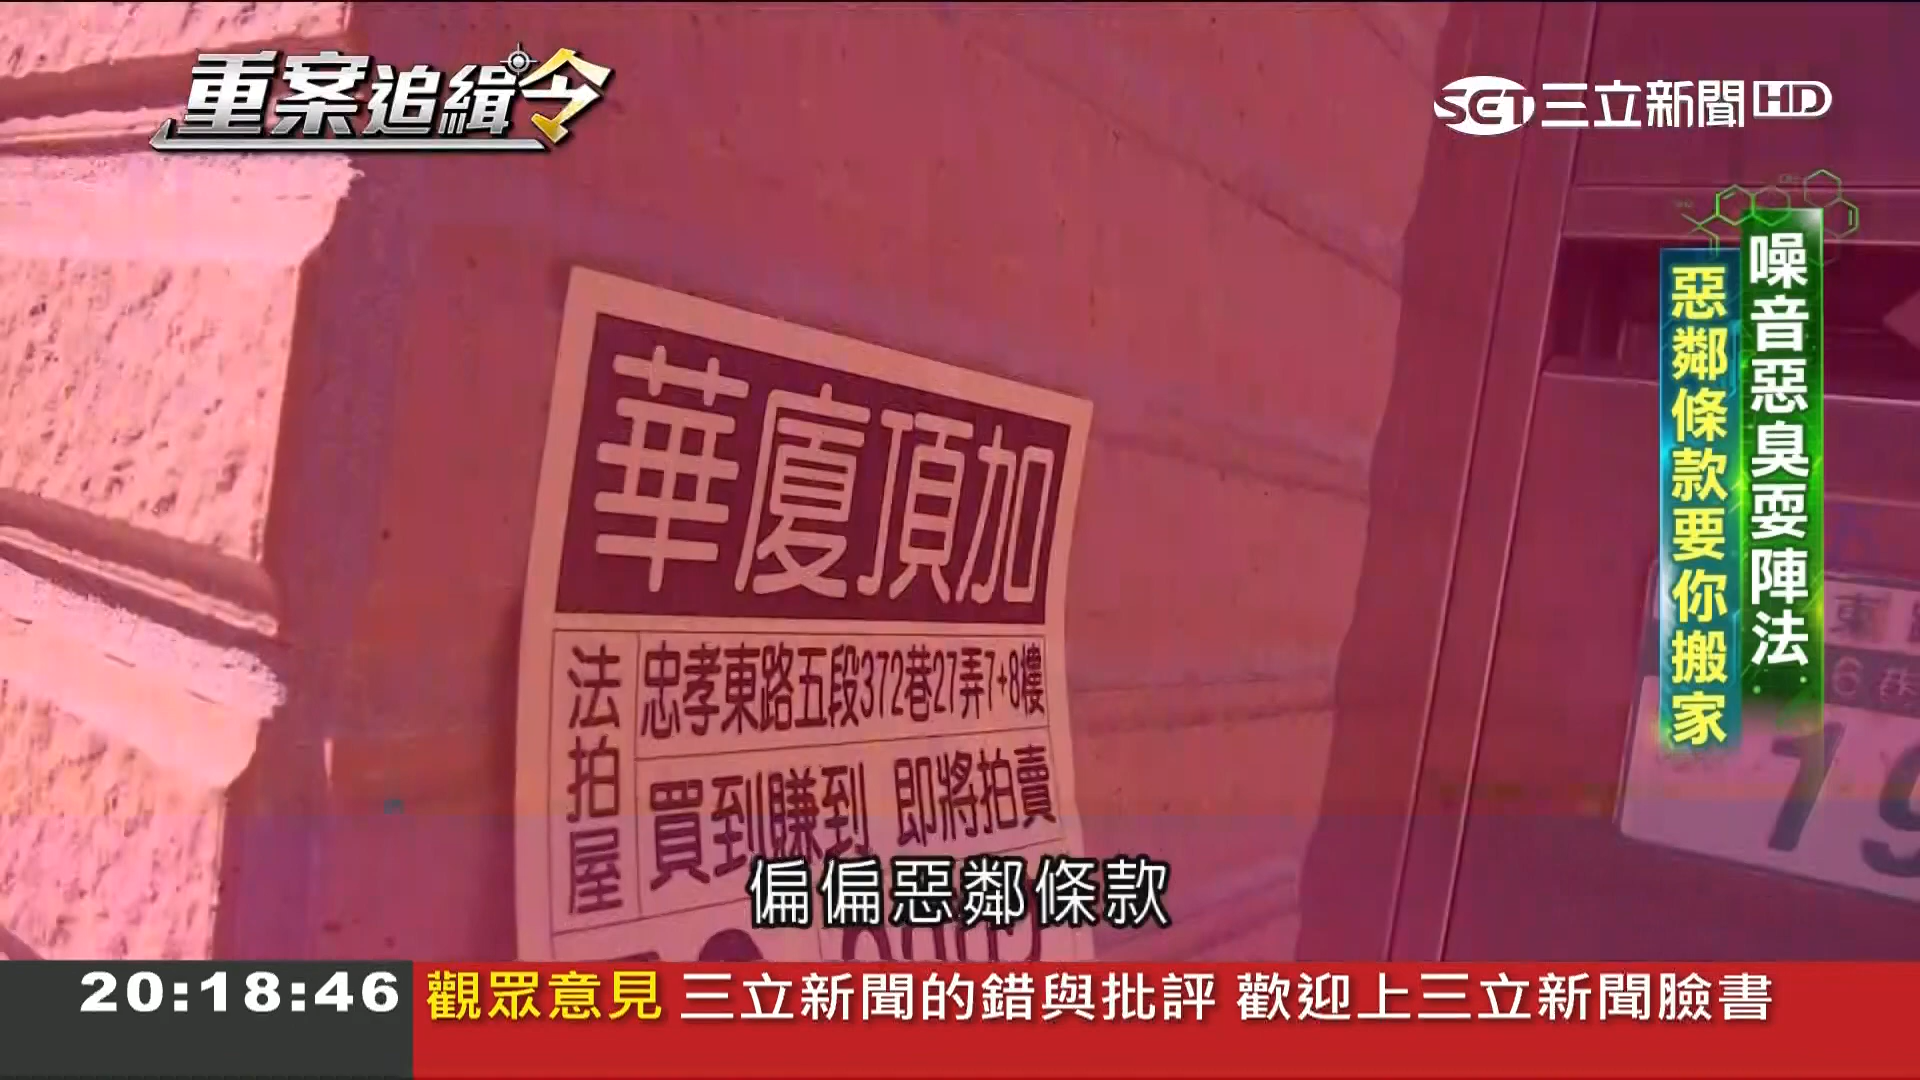 重案追緝令
SET三立新聞HD
噪音惡臭耍陣法
惡鄰條款要你搬家
華廈頂加
法拍屋
忠孝東路五段372巷27弄7+8樓
買到賺到 即將拍賣
偏偏惡鄰條款
20:18:46
觀眾意見 三立新聞的錯與批評 歡迎上三立新聞臉書